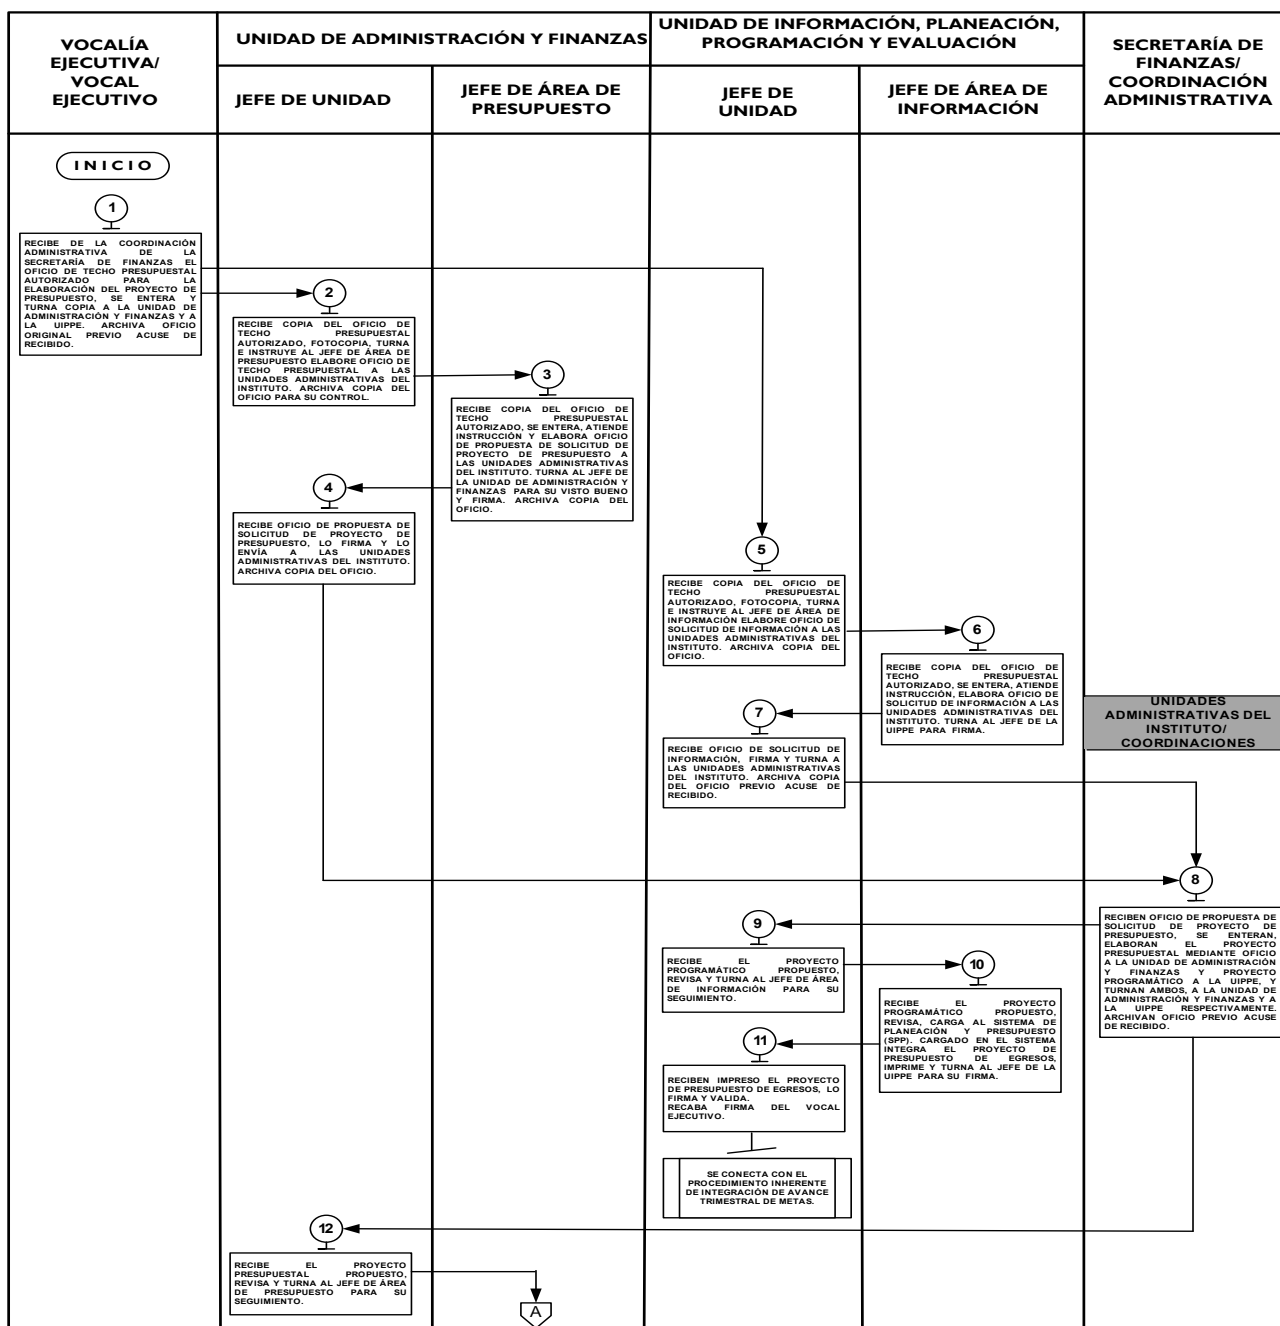 VOCALÍA
EJECUTIVA/
VOCAL
EJECUTIVO
UNIDAD DE ADMINISTRACIÓN Y FINANZAS
UNIDAD DE INFORMACIÓN, PLANEACIÓN,
PROGRAMACIÓN Y EVALUACIÓN
SECRETARÍA DE
FINANZAS/
COORDINACIÓN
ADMINISTRATIVA
JEFE DE UNIDAD
JEFE DE ÁREA DE
PRESUPUESTO
JEFE DE
UNIDAD
JEFE DE ÁREA DE
INFORMACIÓN
INICIO
1
RECIBE DE LA COORDINACIÓN
ADMINISTRATIVA DE LA
SECRETARÍA DE FINANZAS EL
OFICIO DE TECHO PRESUPUESTAL
AUTORIZADO PARA LA
ELABORACIÓN DEL PROYECTO DE
PRESUPUESTO, SE ENTERA Y
TURNA COPIA A LA UNIDAD DE
ADMINISTRACIÓN Y FINANZAS Y A
LA UIPPE. ARCHIVA OFICIO
ORIGINAL PREVIO ACUSE DE
RECIBIDO.
2
RECIBE COPIA DEL OFICIO DE
TECHO PRESUPUESTAL
AUTORIZADO, FOTOCOPIA, TURNA
E INSTRUYE AL JEFE DE ÁREA DE
PRESUPUESTO ELABORE OFICIO DE
TECHO PRESUPUESTAL A LAS
UNIDADES ADMINISTRATIVAS DEL
INSTITUTO. ARCHIVA COPIA DEL
OFICIO PARA SU CONTROL.
3
RECIBE COPIA DEL OFICIO DE
TECHO PRESUPUESTAL
AUTORIZADO, SE ENTERA, ATIENDE
INSTRUCCIÓN Y ELABORA OFICIO
DE PROPUESTA DE SOLICITUD DE
PROYECTO DE PRESUPUESTO A
LAS UNIDADES ADMINISTRATIVAS
DEL INSTITUTO. TURNA AL JEFE DE
LA UNIDAD DE ADMINISTRACIÓN Y
FINANZAS PARA SU VISTO BUENO
Y FIRMA. ARCHIVA COPIA DEL
OFICIO.
4
RECIBE OFICIO DE PROPUESTA DE
SOLICITUD DE PROYECTO DE
PRESUPUESTO, LO FIRMA Y LO
ENVÍA A LAS UNIDADES
ADMINISTRATIVAS DEL INSTITUTO.
ARCHIVA COPIA DEL OFICIO.
5
RECIBE COPIA DEL OFICIO DE
TECHO PRESUPUESTAL
AUTORIZADO, FOTOCOPIA, TURNA
E INSTRUYE AL JEFE DE ÁREA DE
INFORMACIÓN ELABORE OFICIO DE
SOLICITUD DE INFORMACIÓN A LAS
UNIDADES ADMINISTRATIVAS DEL
INSTITUTO. ARCHIVA COPIA DEL
OFICIO.
6
RECIBE COPIA DEL OFICIO DE
TECHO PRESUPUESTAL
AUTORIZADO, SE ENTERA, ATIENDE
INSTRUCCIÓN, ELABORA OFICIO DE
SOLICITUD DE INFORMACIÓN A LAS
UNIDADES ADMINISTRATIVAS DEL
INSTITUTO. TURNA AL JEFE DE LA
UIPPE PARA FIRMA.
7
RECIBE OFICIO DE SOLICITUD DE
INFORMACIÓN, FIRMA Y TURNA A
LAS UNIDADES ADMINISTRATIVAS
DEL INSTITUTO. ARCHIVA COPIA
DEL OFICIO PREVIO ACUSE DE
RECIBIDO.
UNIDADES
ADMINISTRATIVAS DEL
INSTITUTO/
COORDINACIONES
8
RECIBEN OFICIO DE PROPUESTA DE
SOLICITUD DE PROYECTO DE
PRESUPUESTO, SE ENTERAN,
ELABORAN EL PROYECTO
PRESUPUESTAL MEDIANTE OFICIO
A LA UNIDAD DE ADMINISTRACIÓN
Y FINANZAS Y PROYECTO
PROGRAMÁTICO A LA UIPPE, Y
TURNAN AMBOS, A LA UNIDAD DE
ADMINISTRACIÓN Y FINANZAS Y A
LA UIPPE RESPECTIVAMENTE.
ARCHIVAN OFICIO PREVIO ACUSE
DE RECIBIDO.
9
RECIBE EL PROYECTO
PROGRAMÁTICO PROPUESTO,
REVISA Y TURNA AL JEFE DE ÁREA
DE INFORMACIÓN PARA SU
SEGUIMIENTO.
10
RECIBE EL PROYECTO
PROGRAMÁTICO PROPUESTO,
REVISA, CARGA AL SISTEMA DE
PLANEACIÓN Y PRESUPUESTO
(SPP). CARGADO EN EL SISTEMA
INTEGRA EL PROYECTO DE
PRESUPUESTO DE EGRESOS,
IMPRIME Y TURNA AL JEFE DE LA
UIPPE PARA SU FIRMA.
11
RECIBEN IMPRESO EL PROYECTO
DE PRESUPUESTO DE EGRESOS, LO
FIRMA Y VALIDA.
RECABA FIRMA DEL VOCAL
EJECUTIVO.
SE CONECTA CON EL
PROCEDIMIENTO INHERENTE
DE INTEGRACIÓN DE AVANCE
TRIMESTRAL DE METAS.
12
RECIBE EL PROYECTO
PRESUPUESTAL PROPUESTO,
REVISA Y TURNA AL JEFE DE ÁREA
DE PRESUPUESTO PARA SU
SEGUIMIENTO.
A